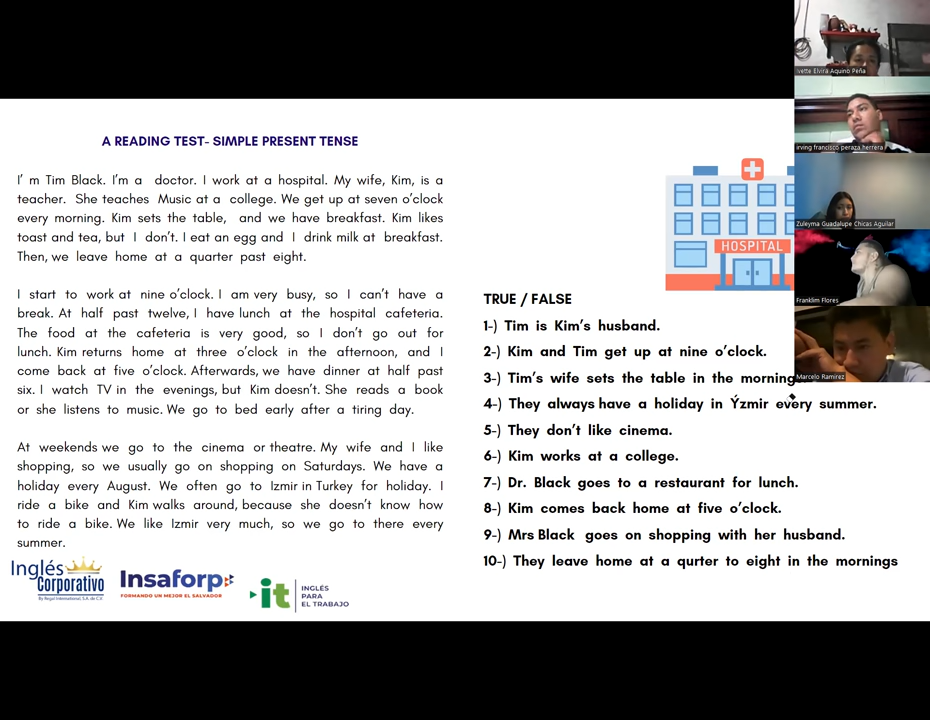 A READING TEST- SIMPLE PRESENT TENSE
I' m Tim Black. I'm a doctor. I work at a hospital. My wife, Kim, is a
teacher. She teaches Music at a college. We get up at seven o'clock
every morning. Kim sets the table, and we have breakfast. Kim likes
toast and tea, but I don't. I eat an egg and I drink milk at breakfast.
Then, we leave home at a quarter past eight.
I start to work at nine o'clock. I am very busy, so I can't have a
break. At half past twelve, I have lunch at the hospital cafeteria.
The food at the cafeteria is very good, so I don't go out for
lunch. Kim returns home at three o'clock in the afternoon, and I
come back at five o'clock. Afterwards, we have dinner at half past
six. I watch TV in the evenings, but Kim doesn't. She reads a book
or she listens to music. We go to bed early after a tiring day.
At weekends we go to the cinema or theatre. My wife and I like
shopping, so we usually go on shopping on Saturdays. We have a
holiday every August. We often go to Izmir in Turkey for holiday. I
ride a bike and Kim walks around, because she doesn't know how
to ride a bike. We like Izmir very much, so we go to there every
summer.
Inglés
Corporativo
By Regal International, S.A. de C.V.
Insaforp
FORMANDO UN MEJOR EL SALVADOR
it
INGLÉS
PARA
EL TRABAJO
HOSPITAL
TRUE / FALSE
1-) Tim is Kim's husband.
2-) Kim and Tim get up at nine o'clock.
3-) Tim's wife sets the table in the morning
4-) They always have a holiday in Ýzmir every summer.
5-) They don't like cinema.
6-) Kim works at a college.
7-) Dr. Black goes to a restaurant for lunch.
8-) Kim comes back home at five o'clock.
9-) Mrs Black goes on shopping with her husband.
10-) They leave home at a qurter to eight in the mornings
Ivette Elvira Aquino Peña
irving francisco peraza herrera
Zuleyma Guadalupe Chicas Aguilar
Franklim Flores
Marcelo Ramirez